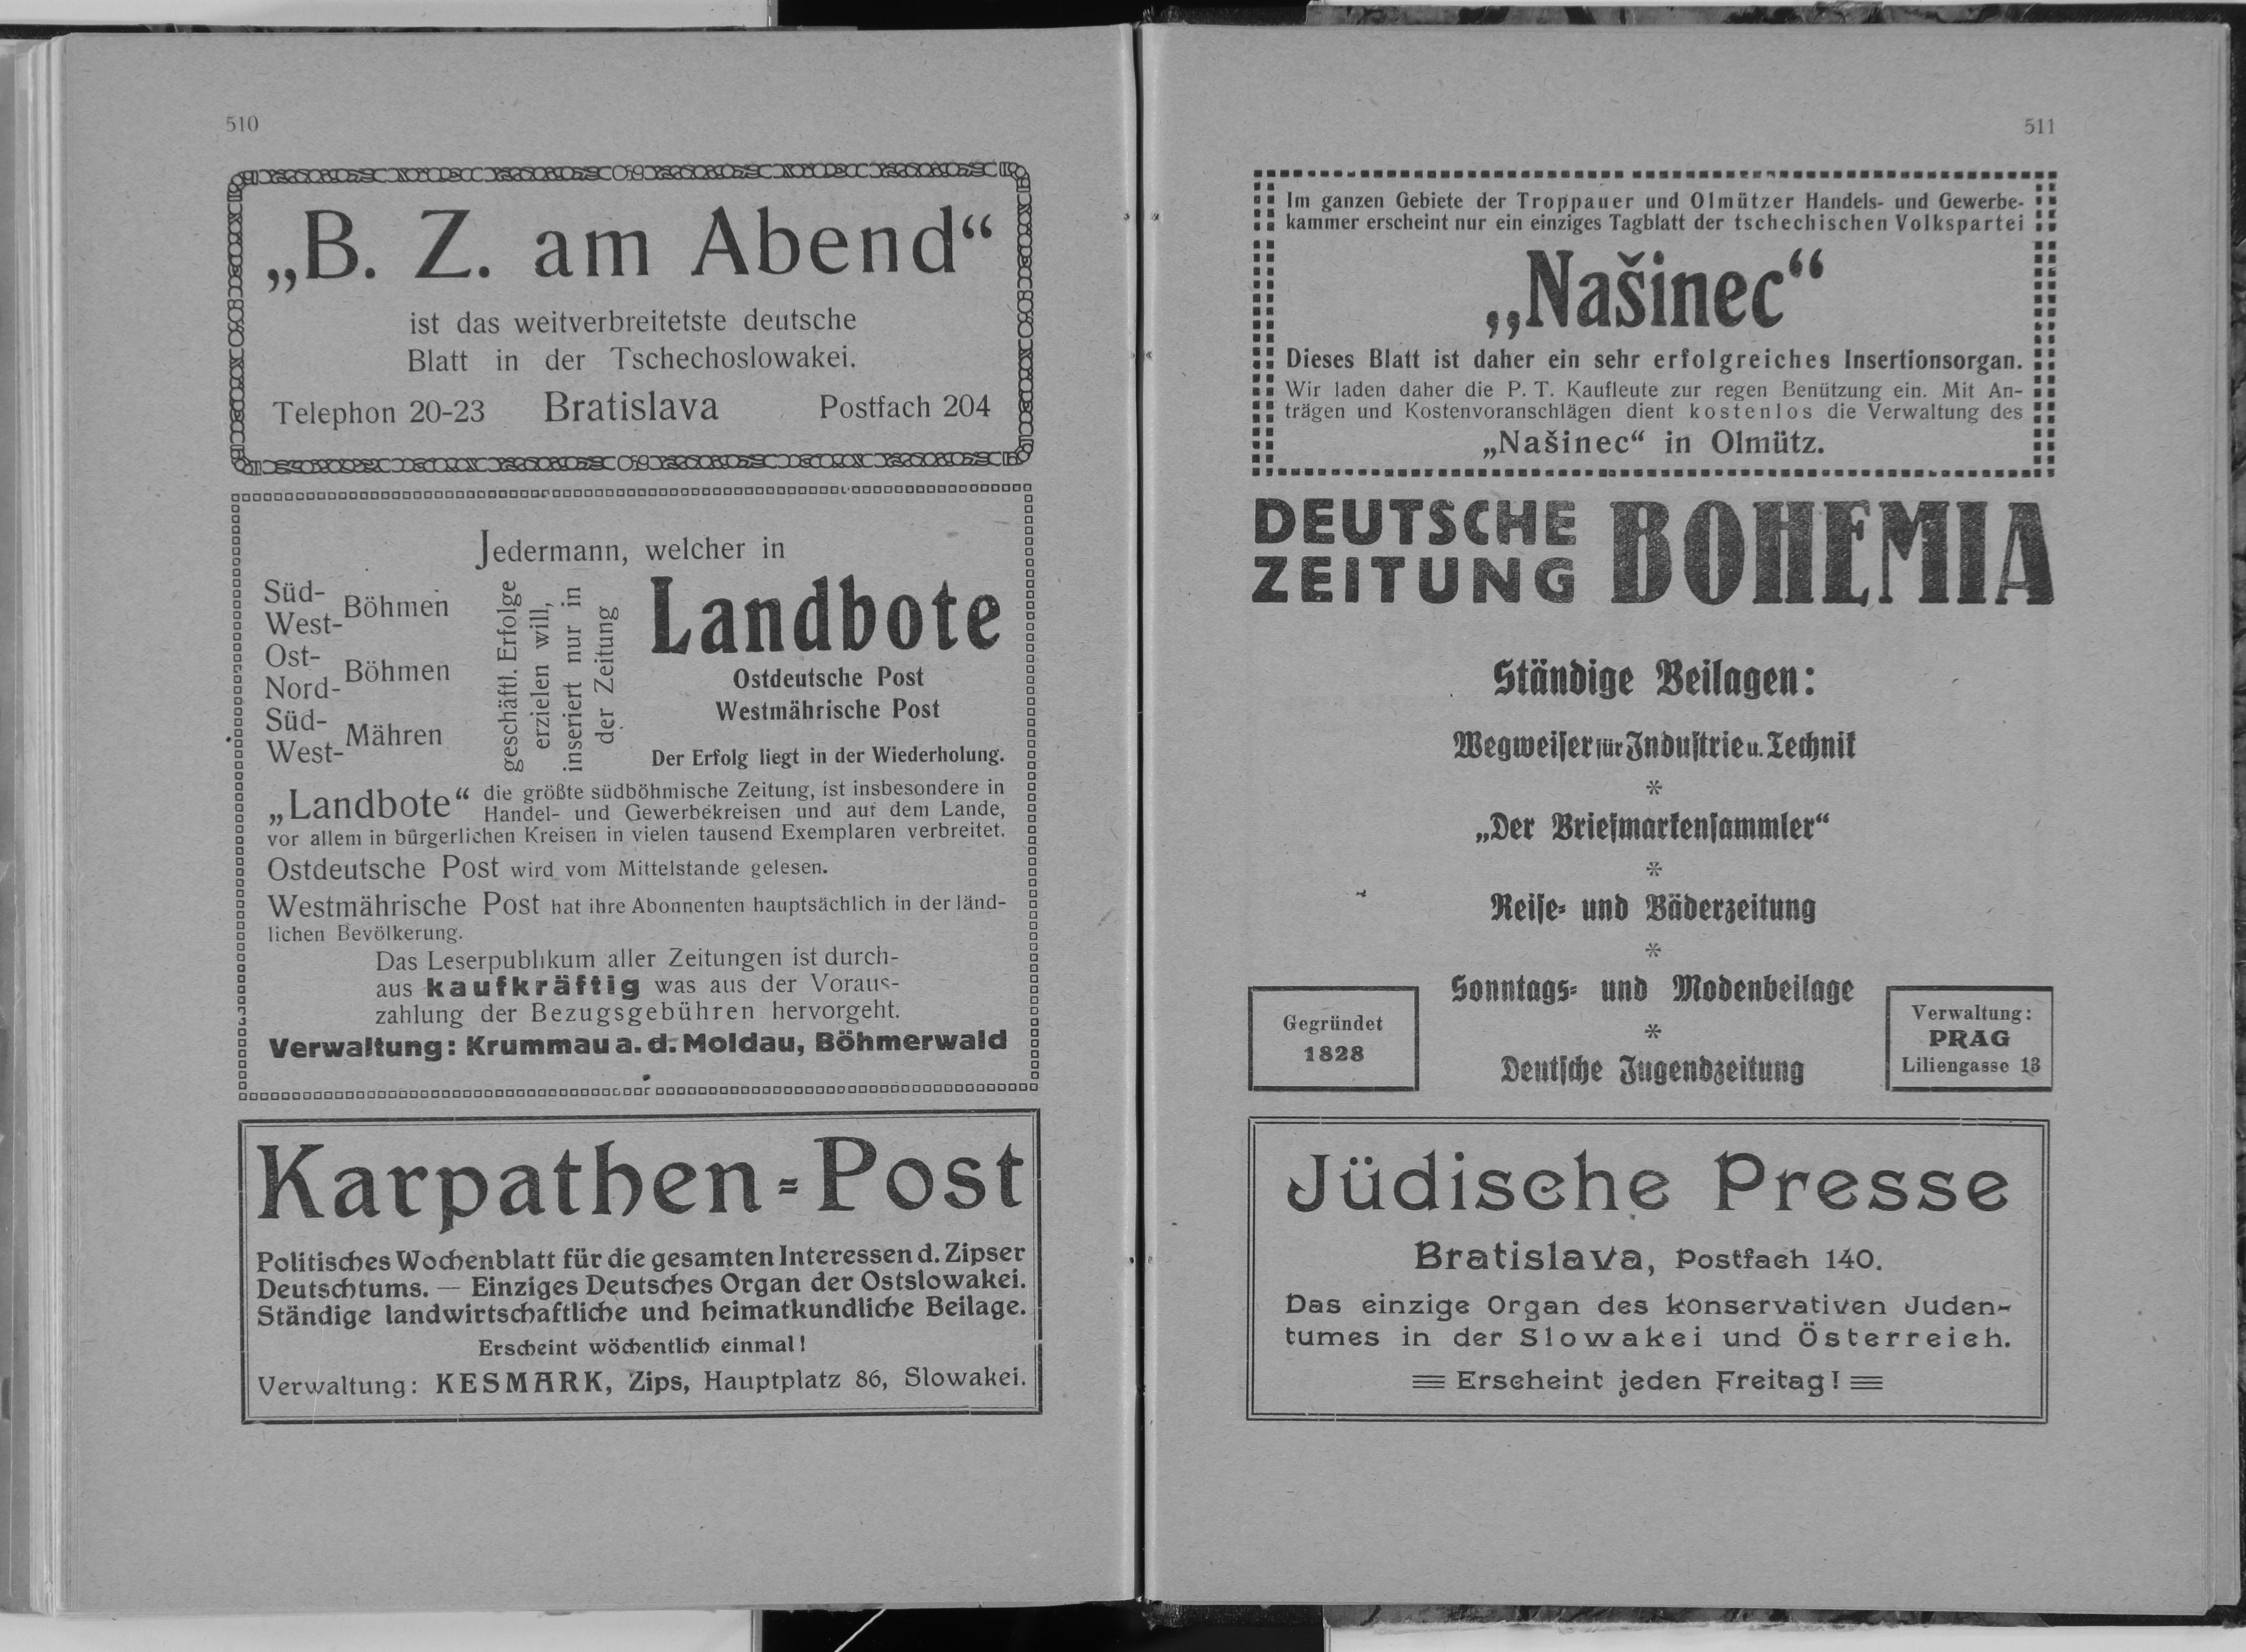 510
„B. Z. am Abend“
ist das weitverbreitetste deutsche
Blatt in der Tschechoslowakei.
Telephon 20-23 Bratislava Postfach 204
Jedermann, welcher in
Süd-
West- Böhmen
Ost-
Nord- Böhmen
Süd-
West- Mähren
geschäftl. Erfolge
erzielen will,
inseriert nur in
der Zeitung
Landbote
Ostdeutsche Post
Westmährische Post
Der Erfolg liegt in der Wiederholung.
„Landbote“ die größte südböhmische Zeitung, ist insbesondere in
Handel- und Gewerbekreisen und auf dem Lande,
vor allem in bürgerlichen Kreisen in vielen tausend Exemplaren verbreitet.
Ostdeutsche Post wird vom Mittelstande gelesen.
Westmährische Post hat ihre Abonnenten hauptsächlich in der länd-
lichen Bevölkerung.
Das Leserpublikum aller Zeitungen ist durch-
aus kaufkräftig was aus der Voraus-
zahlung der Bezugsgebühren hervorgeht.
Verwaltung: Krummau a. d. Moldau, Böhmerwald
Karpathen-Post
Politisches Wochenblatt für die gesamten Interessen d. Zipser
Deutschtums. — Einziges Deutsches Organ der Ostslowakei.
Ständige landwirtschaftliche und heimatkundliche Beilage.
Erscheint wöchentlich einmal!
Verwaltung: KESMARK, Zips, Hauptplatz 86, Slowakei.
511
Im ganzen Gebiete der Troppauer und Olmützer Handels- und Gewerbe-
kammer erscheint nur ein einziges Tagblatt der tschechischen Volkspartei
„Našinec“
Dieses Blatt ist daher ein sehr erfolgreiches Insertionsorgan.
Wir laden daher die P. T. Kaufleute zur regen Benützung ein. Mit An-
trägen und Kostenvoranschlägen dient kostenlos die Verwaltung des
„Našinec“ in Olmütz.
DEUTSCHE
ZEITUNG BOHEMIA
Ständige Beilagen:
Wegweiser für Industrie u. Technik
*
„Der Briefmarkensammler“
*
Reise- und Bäderzeitung
*
Sonntags- und Modenbeilage
*
Deutsche Jugendzeitung
Gegründet
1828
Verwaltung:
PRAG
Liliengasse 13
Jüdische Presse
Bratislava, Postfach 140.
Das einzige Organ des konservativen Juden-
tumes in der Slowakei und Österreich.
Erscheint jeden Freitag!